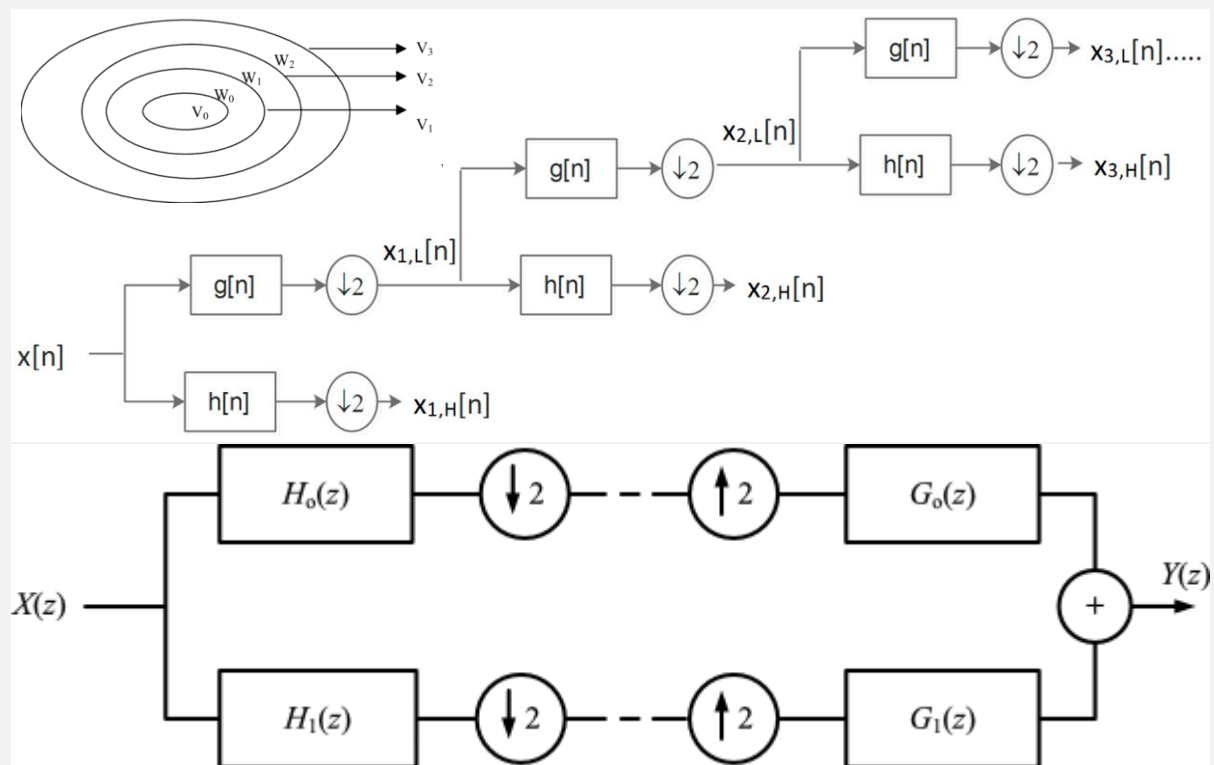 V₃
W₂
V₂
W₁
W₀
V₀
V₁
g[n] ↓2 x₃,L[n].....
x₂,L[n]
g[n] ↓2 h[n] ↓2 x₃,H[n]
x₁,L[n]
g[n] ↓2 h[n] ↓2 x₂,H[n]
x[n]
h[n] ↓2 x₁,H[n]
Hₒ(z) ↓2 ↑2 Gₒ(z)
X(z) + Y(z)
H₁(z) ↓2 ↑2 G₁(z)